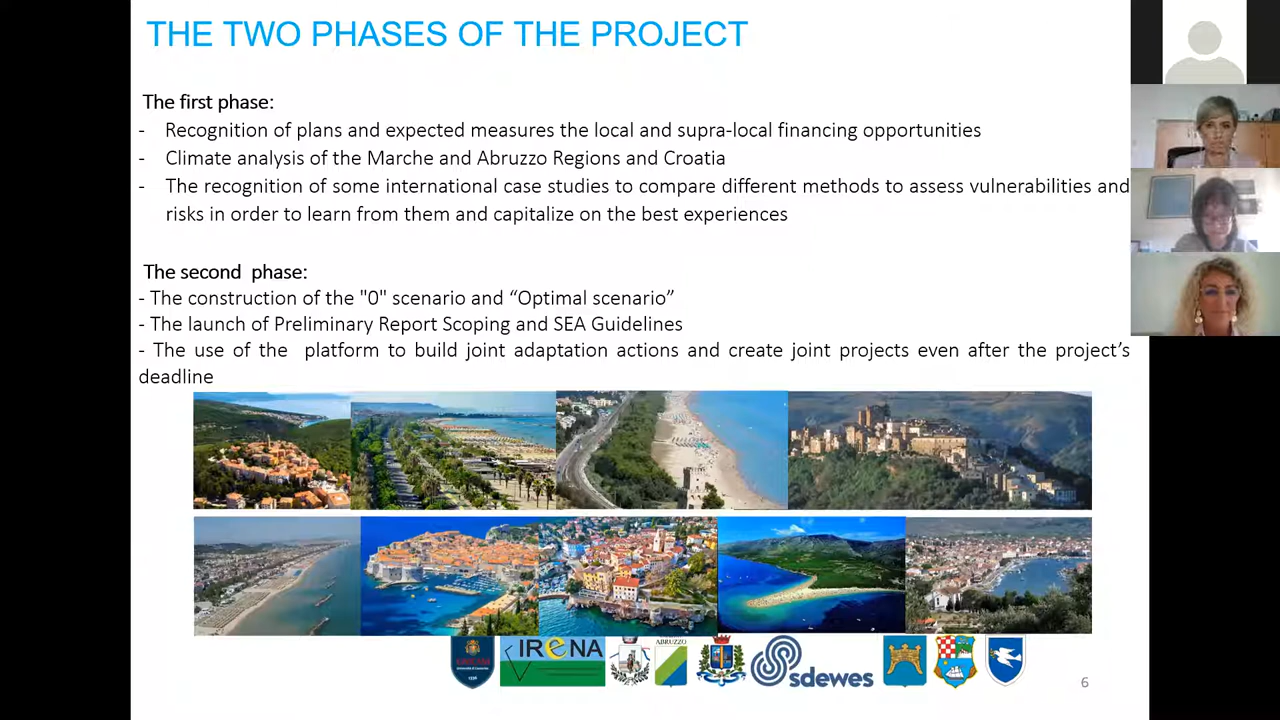 THE TWO PHASES OF THE PROJECT
The first phase:
- Recognition of plans and expected measures the local and supra-local financing opportunities
- Climate analysis of the Marche and Abruzzo Regions and Croatia
- The recognition of some international case studies to compare different methods to assess vulnerabilities and
risks in order to learn from them and capitalize on the best experiences
The second  phase:
- The construction of the "0" scenario and “Optimal scenario”
- The launch of Preliminary Report Scoping and SEA Guidelines
- The use of the  platform to build joint adaptation actions and create joint projects even after the project’s
deadline
IRENA
ABRUZZO
sdewes
6